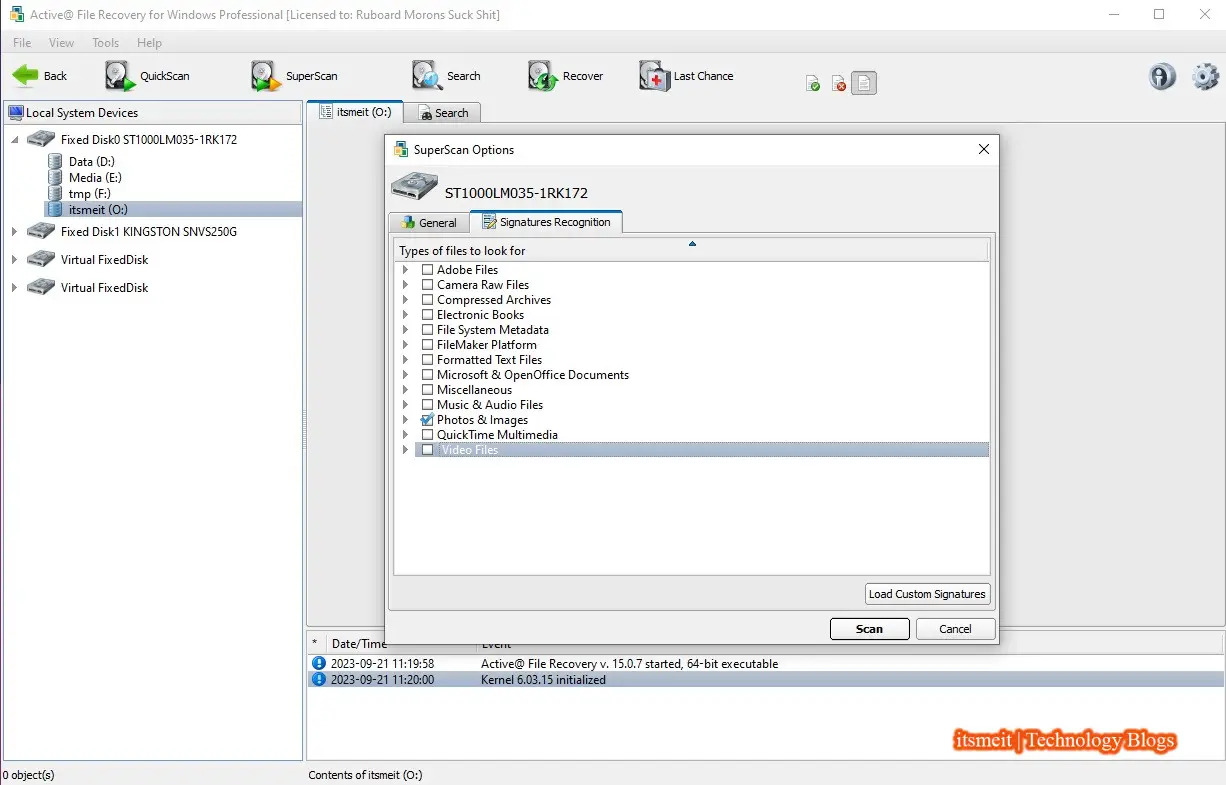 Active@ File Recovery for Windows Professional [Licensed to: Ruboard Morons Suck Shit]
File View Tools Help
Back QuickScan SuperScan Search Recover Last Chance
Local System Devices
itsmeit (O:) Search
Fixed Disk0 ST1000LM035-1RK172
Data (D:)
Media (E:)
tmp (F:)
itsmeit (O:)
Fixed Disk1 KINGSTON SNVS250G
Virtual FixedDisk
Virtual FixedDisk
SuperScan Options
ST1000LM035-1RK172
General Signatures Recognition
Types of files to look for
Adobe Files
Camera Raw Files
Compressed Archives
Electronic Books
File System Metadata
FileMaker Platform
Formatted Text Files
Microsoft & OpenOffice Documents
Miscellaneous
Music & Audio Files
Photos & Images
QuickTime Multimedia
Video Files
Load Custom Signatures
Scan Cancel
* Date/Time Event
2023-09-21 11:19:58 Active@ File Recovery v. 15.0.7 started, 64-bit executable
2023-09-21 11:20:00 Kernel 6.03.15 initialized
itsmeit | Technology Blogs
0 object(s) Contents of itsmeit (O:)